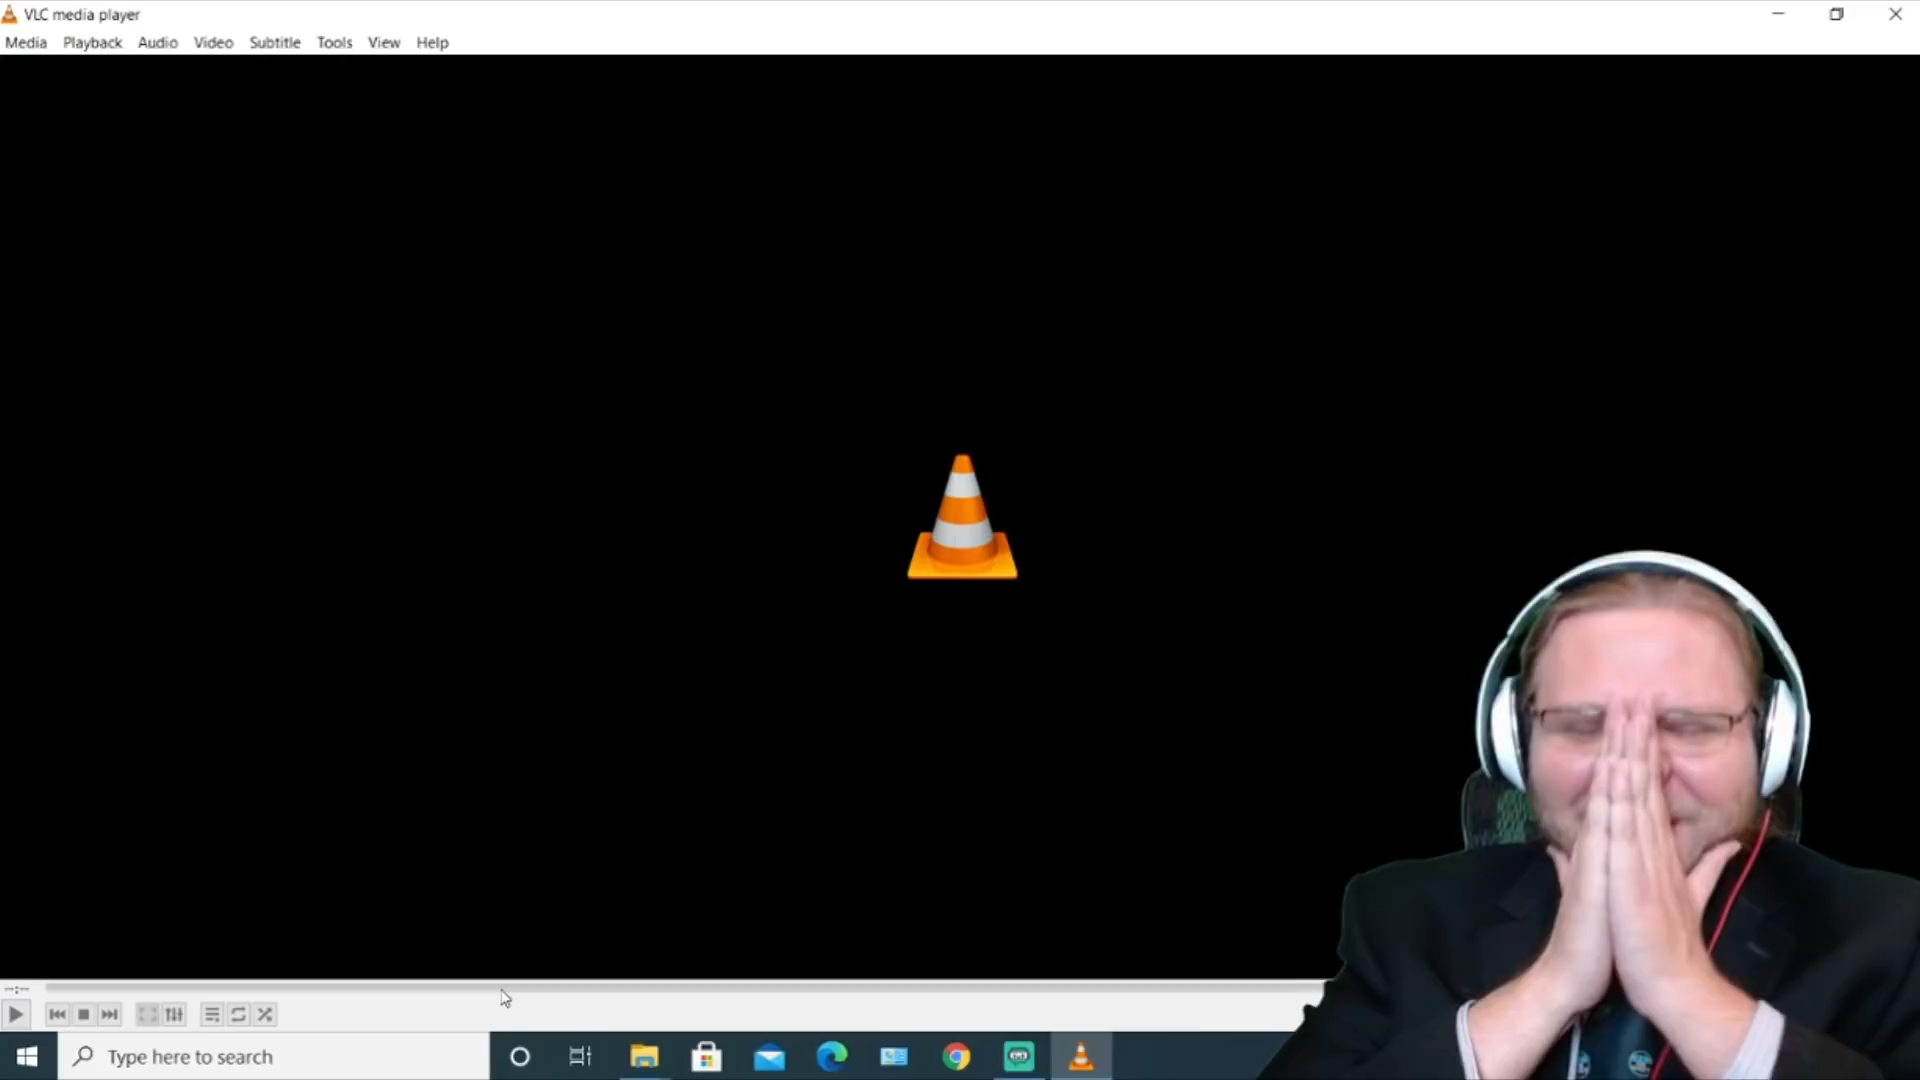 VLC media player
Media Playback Audio Video Subtitle Tools View Help
--:--
Type here to search